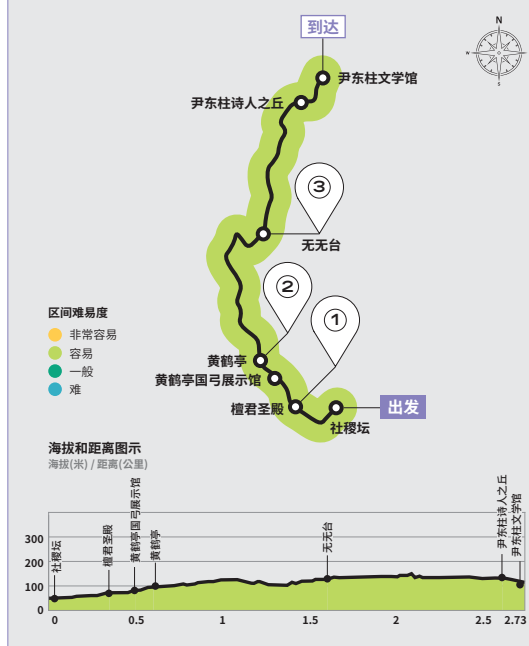 到达
N
W
E
S
尹东柱文学馆
尹东柱诗人之丘
③
无无台
②
①
区间难易度
非常容易
容易
一般
难
黄鹤亭
黄鹤亭国弓展示馆
檀君圣殿
出发
社稷坛
海拔和距离图示
海拔(米) / 距离(公里)
社稷坛
檀君圣殿
黄鹤亭国弓展示馆
黄鹤亭
无无台
尹东柱诗人之丘
尹东柱文学馆
300
200
100
0
0 0.5 1 1.5 2 2.5 2.73